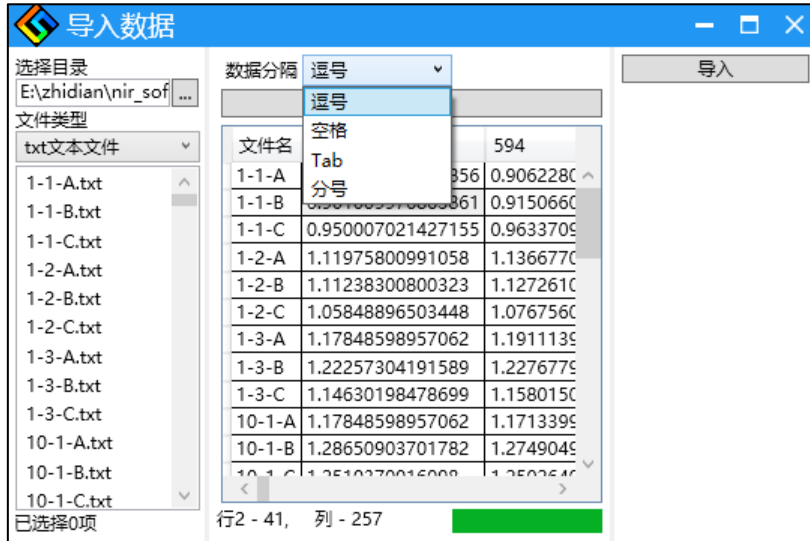 导入数据
选择目录
E:\zhidian\nir_sof ...
文件类型
txt文本文件
1-1-A.txt
1-1-B.txt
1-1-C.txt
1-2-A.txt
1-2-B.txt
1-2-C.txt
1-3-A.txt
1-3-B.txt
1-3-C.txt
10-1-A.txt
10-1-B.txt
10-1-C.txt
已选择0项
数据分隔 逗号
逗号
空格
Tab
分号
文件名 594
1-1-A 356 0.9062280
1-1-B 861 0.9150660
1-1-C 0.950007021427155 0.9633709
1-2-A 1.11975800991058 1.1366770
1-2-B 1.11238300800323 1.1272610
1-2-C 1.05848896503448 1.0767560
1-3-A 1.17848598957062 1.1911139
1-3-B 1.22257304191589 1.2276779
1-3-C 1.14630198478699 1.1580150
10-1-A 1.17848598957062 1.1713399
10-1-B 1.28650903701782 1.2749049
行2 - 41, 列 - 257
导入